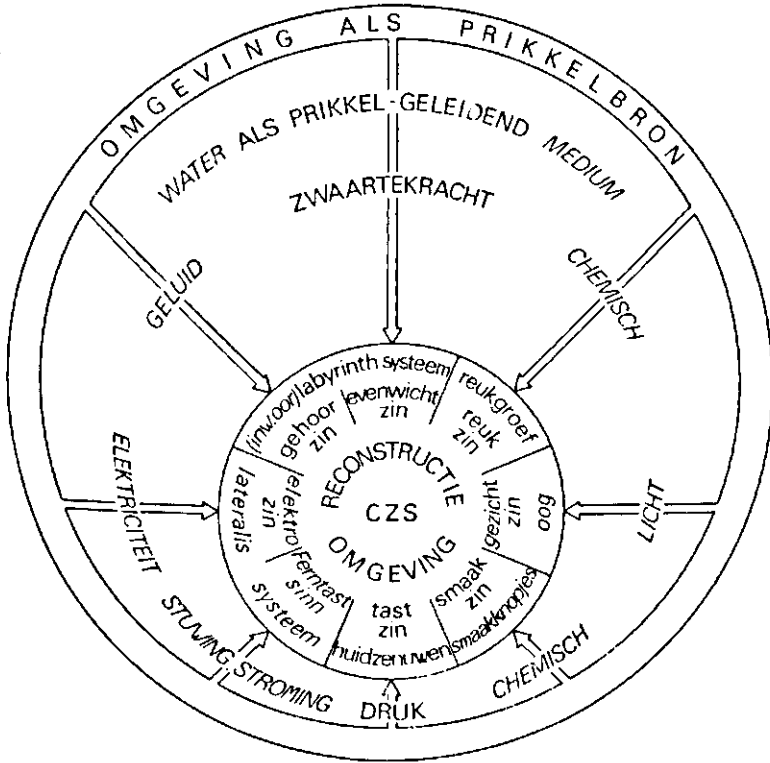 OMGEVING ALS PRIKKELBRON
WATER ALS PRIKKEL-GELEIDEND MEDIUM
ZWAARTEKRACHT
GELUID
CHEMISCH
(inw.oor)labyrinth systeem
reukgroef
gehoor zin
evenwicht zin
reuk zin
RECONSTRUCTIE
CZS
OMGEVING
lateralis systeem
elektro zin
gezicht zin
oog
Ferntast sinn
tast zin
smaak zin
huidzenuwen
smaakknopjes
ELEKTRICITEIT
LICHT
STUWING STROMING
DRUK
CHEMISCH